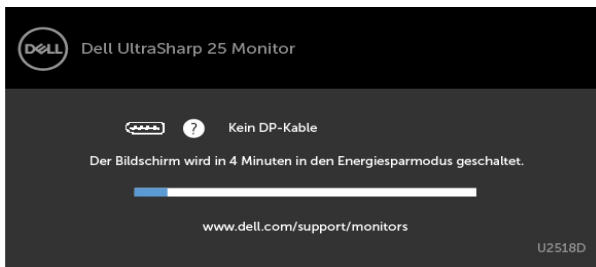 DELL
Dell UltraSharp 25 Monitor
? Kein DP-Kable
Der Bildschirm wird in 4 Minuten in den Energiesparmodus geschaltet.
www.dell.com/support/monitors
U2518D